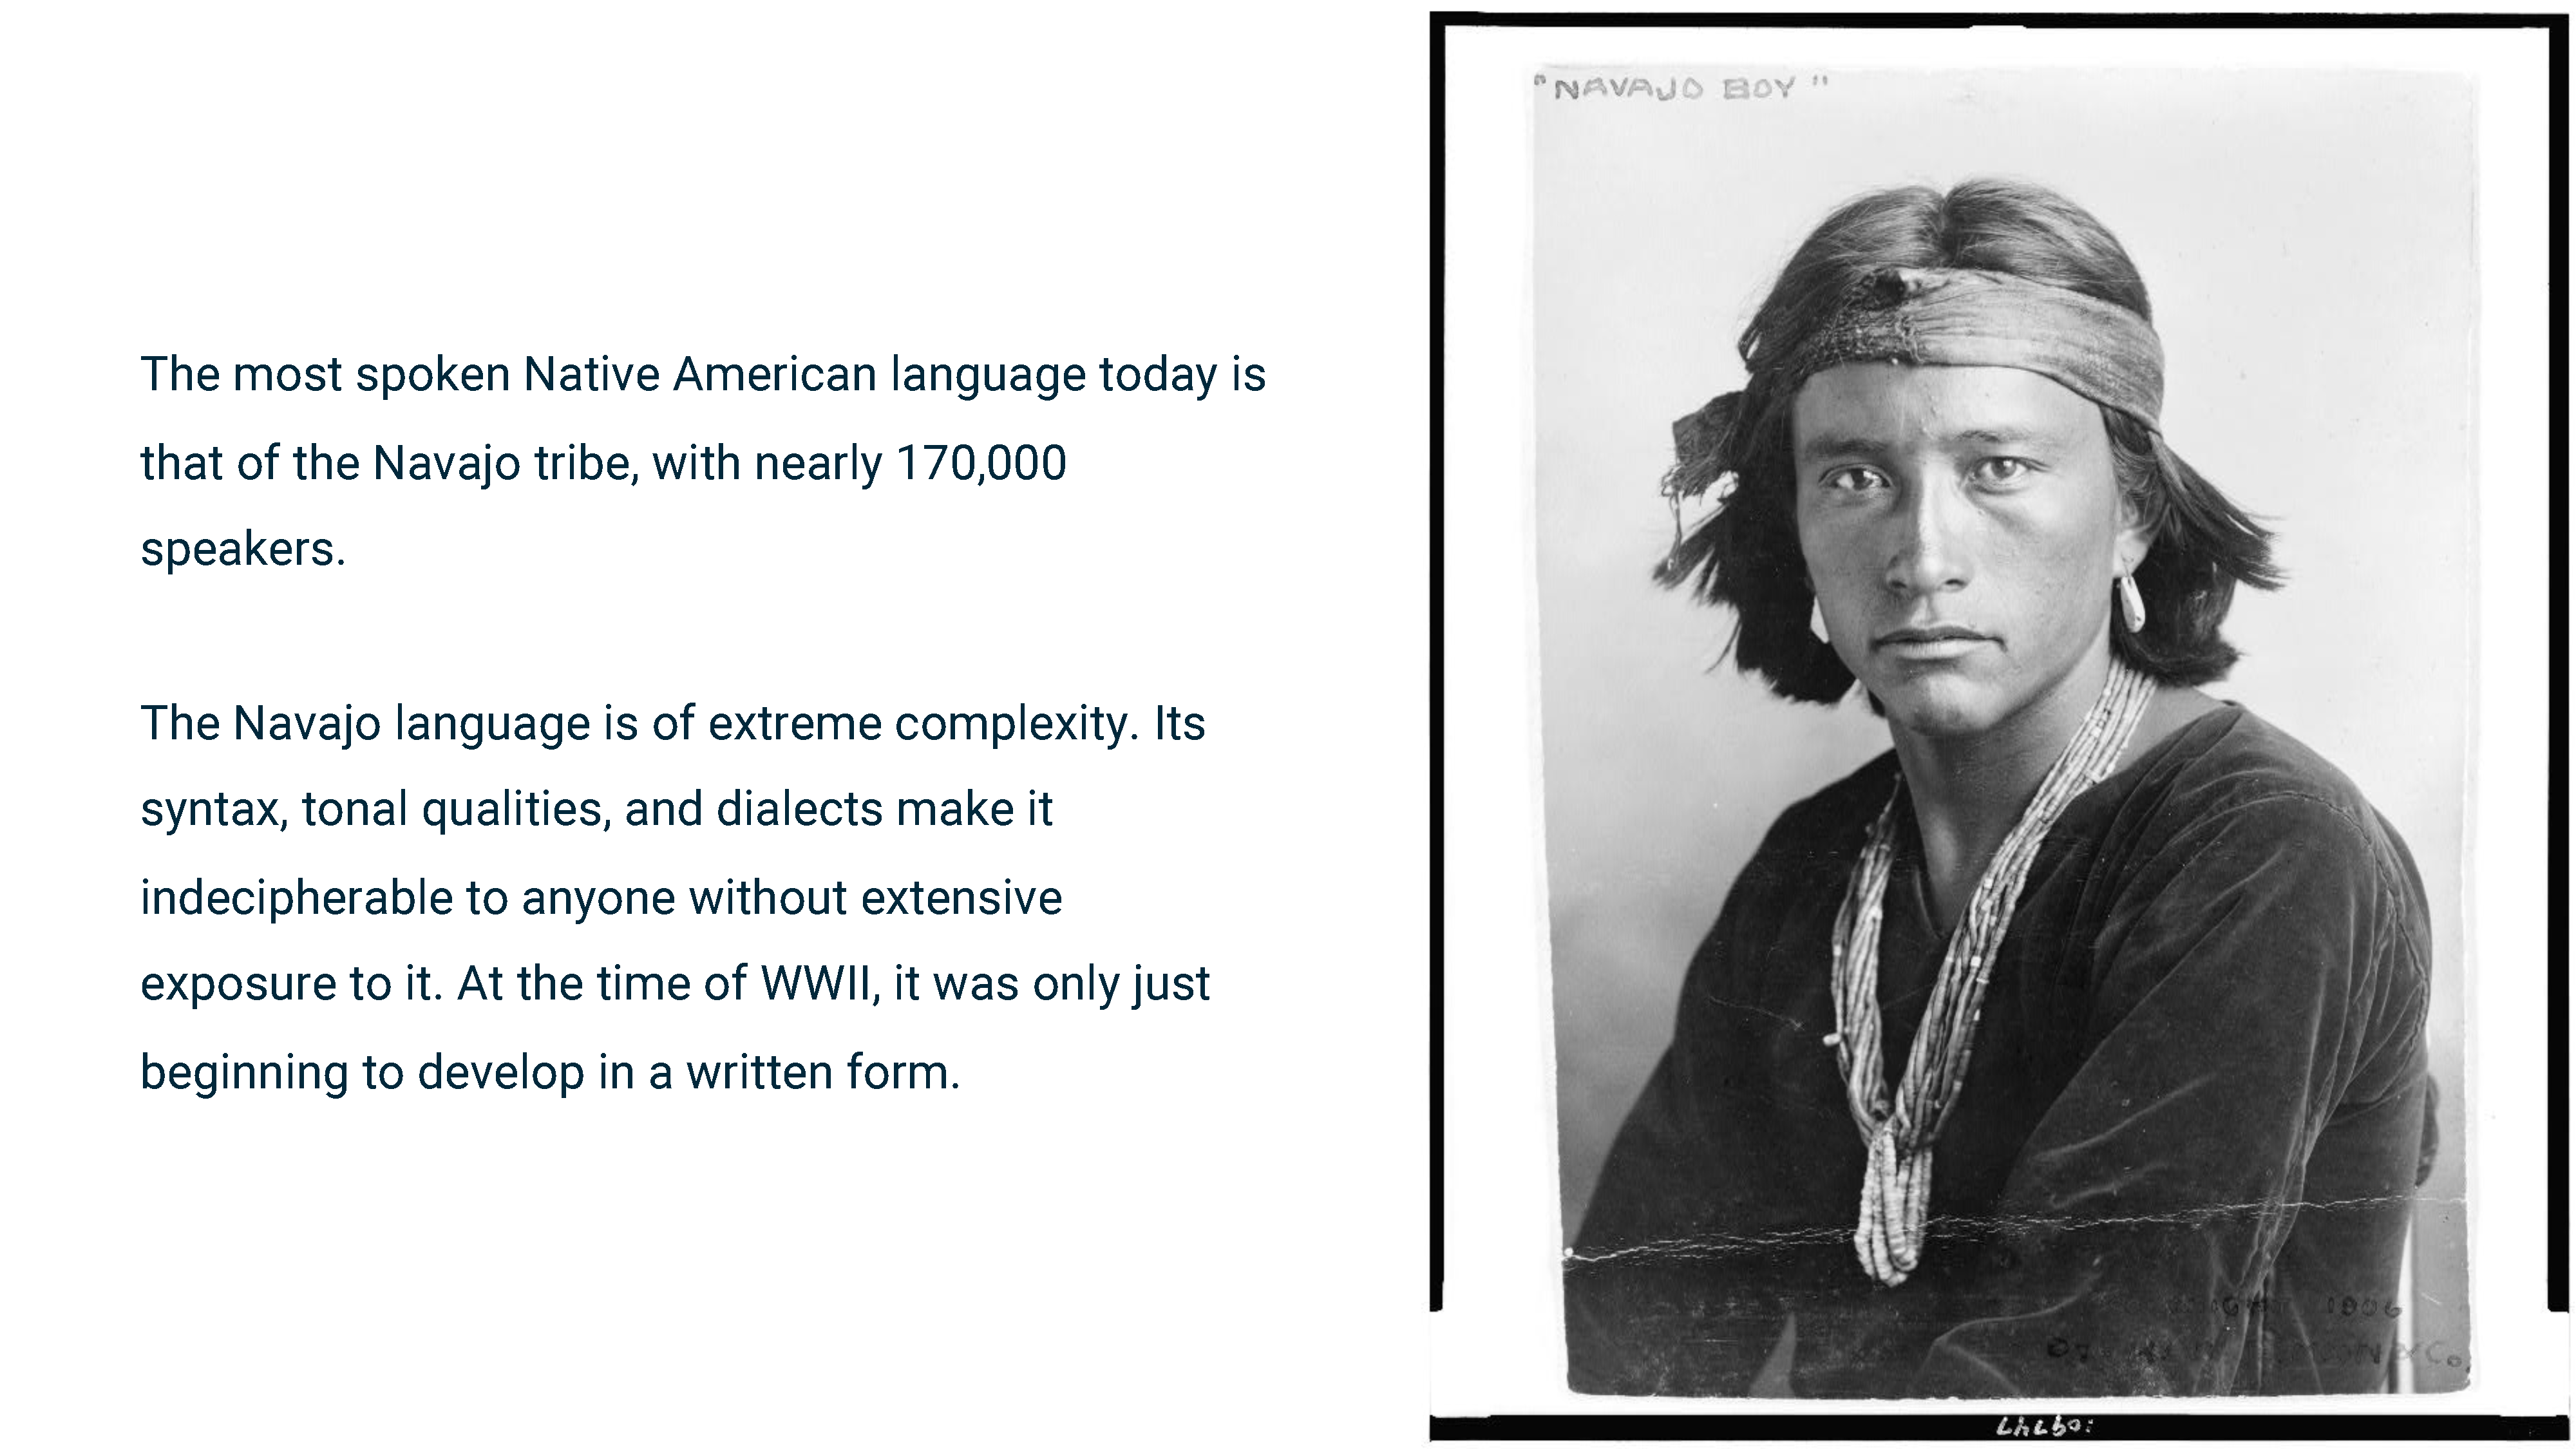 The most spoken Native American language today is
that of the Navajo tribe, with nearly 170,000
speakers.
The Navajo language is of extreme complexity. Its
syntax, tonal qualities, and dialects make it
indecipherable to anyone without extensive
exposure to it. At the time of WWII, it was only just
beginning to develop in a written form.
"NAVAJO BOY"
1906
& Co.